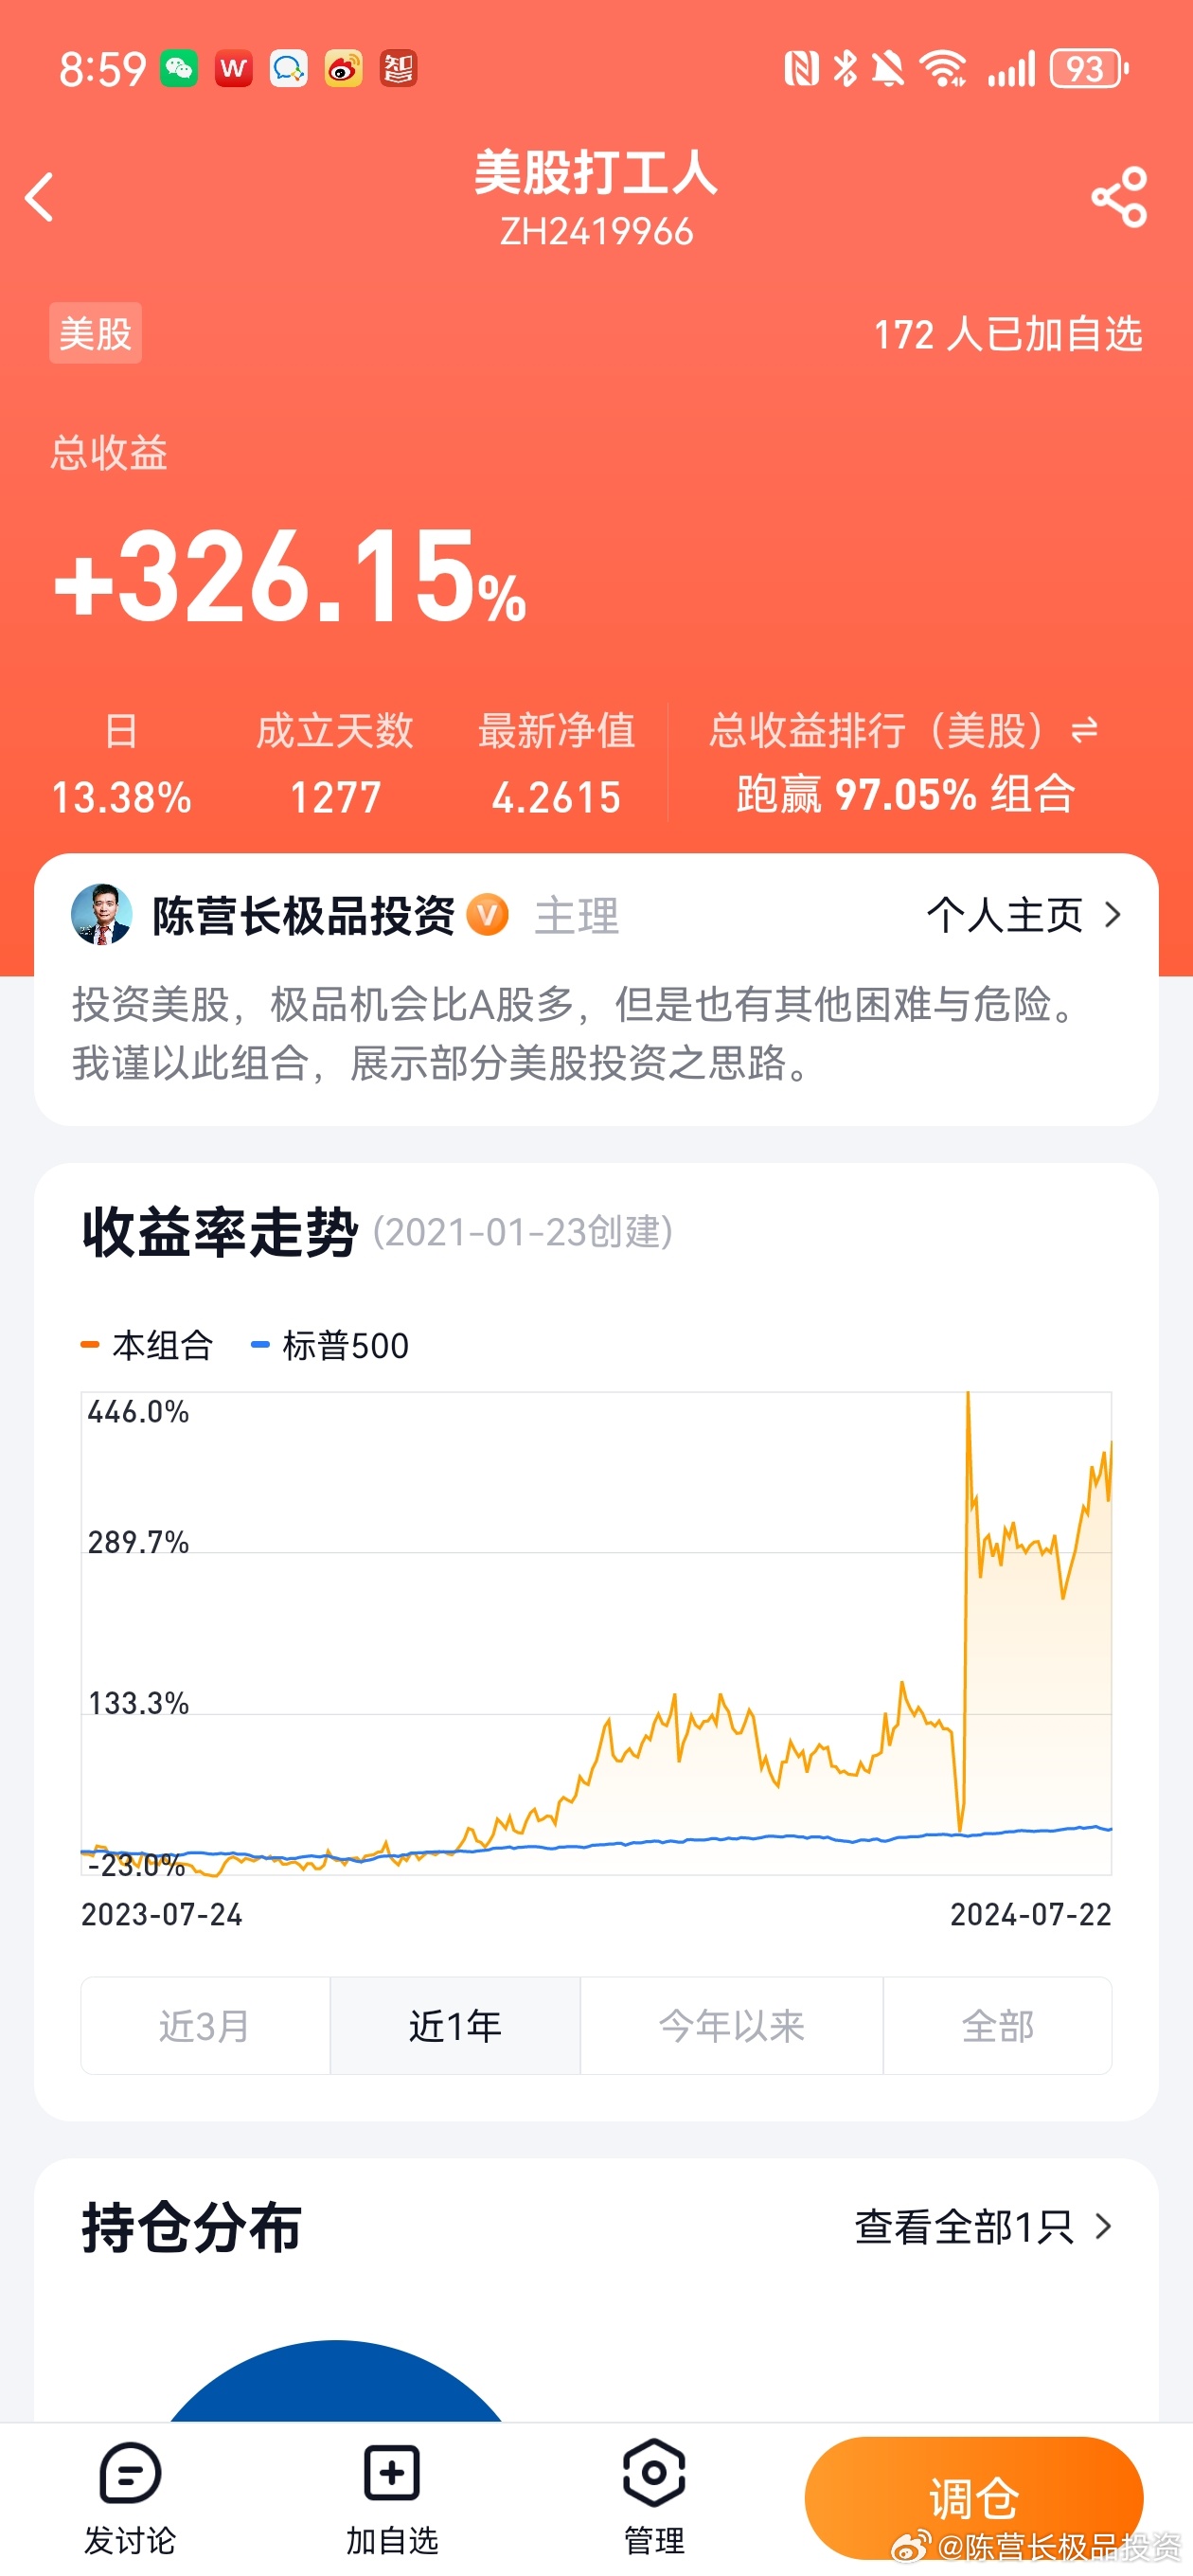 8:59
W
知
93
美股打工人
ZH2419966
美股
172 人已加自选
总收益
+326.15%
日
成立天数
最新净值
总收益排行（美股）
13.38%
1277
4.2615
跑赢 97.05% 组合
陈营长极品投资 V 主理
个人主页
投资美股，极品机会比A股多，但是也有其他困难与危险。
我谨以此组合，展示部分美股投资之思路。
收益率走势 (2021-01-23创建)
本组合
标普500
446.0%
289.7%
133.3%
-23.0%
2023-07-24
2024-07-22
近3月
近1年
今年以来
全部
持仓分布
查看全部1只
发讨论
加自选
管理
调仓
@陈营长极品投资